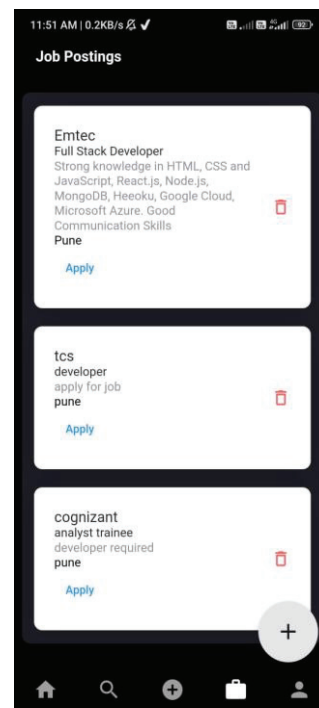 11:51 AM | 0.2KB/s
4G
92
Job Postings
Emtec
Full Stack Developer
Strong knowledge in HTML, CSS and
JavaScript, React.js, Node.js,
MongoDB, Heeoku, Google Cloud,
Microsoft Azure. Good
Communication Skills
Pune
Apply
tcs
developer
apply for job
pune
Apply
cognizant
analyst trainee
developer required
pune
Apply